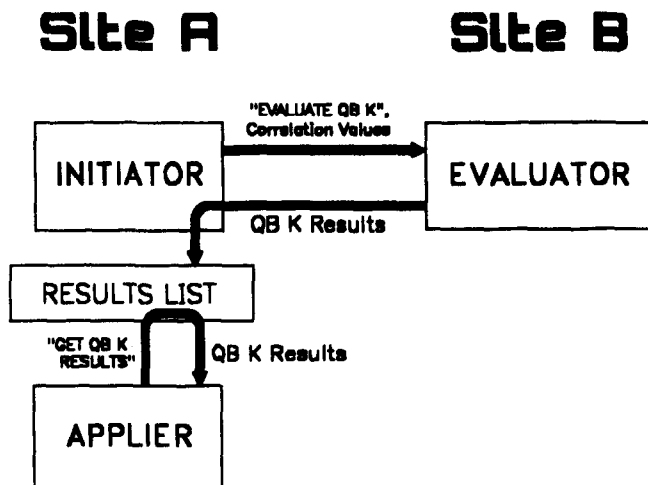 Site A
Site B
"EVALUATE QB K",
Correlation Values
INITIATOR
EVALUATOR
QB K Results
RESULTS LIST
"GET QB K
RESULTS"
QB K Results
APPLIER